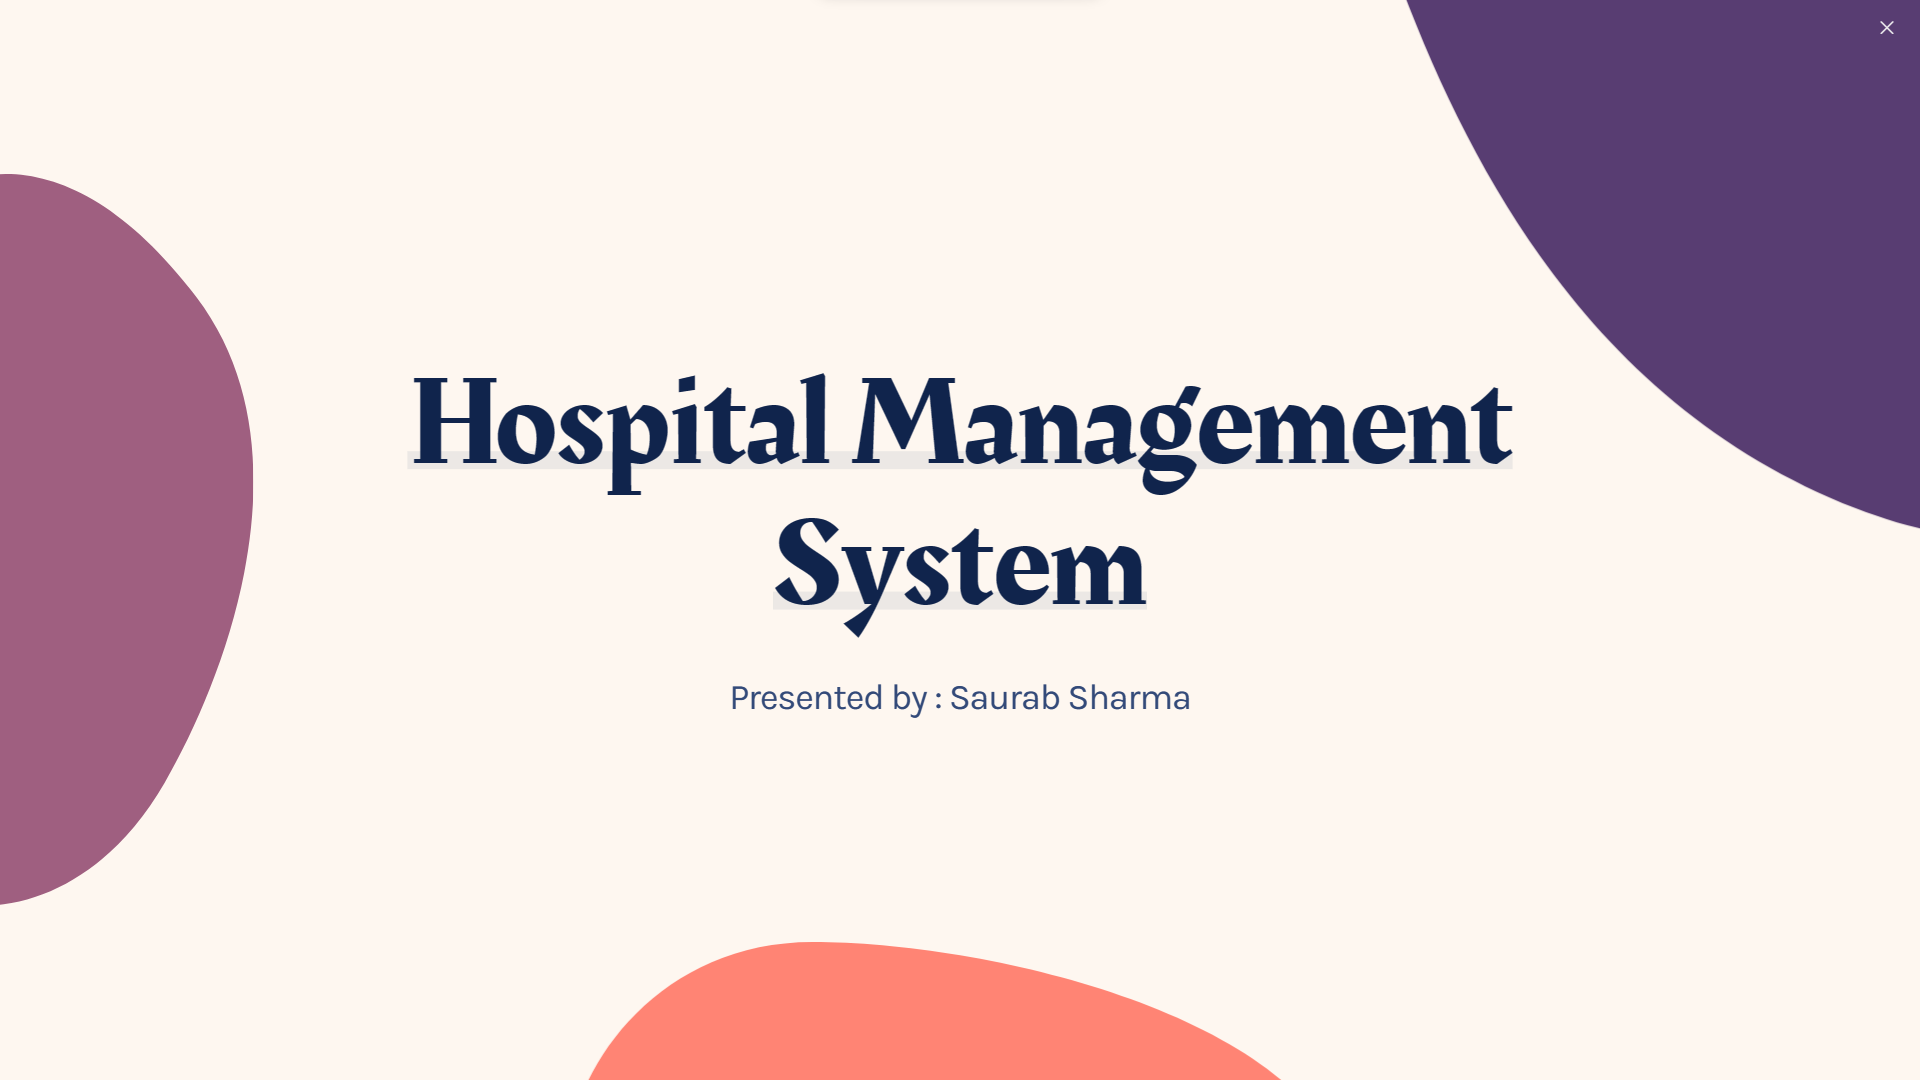 Hospital Management
System
Presented by : Saurab Sharma